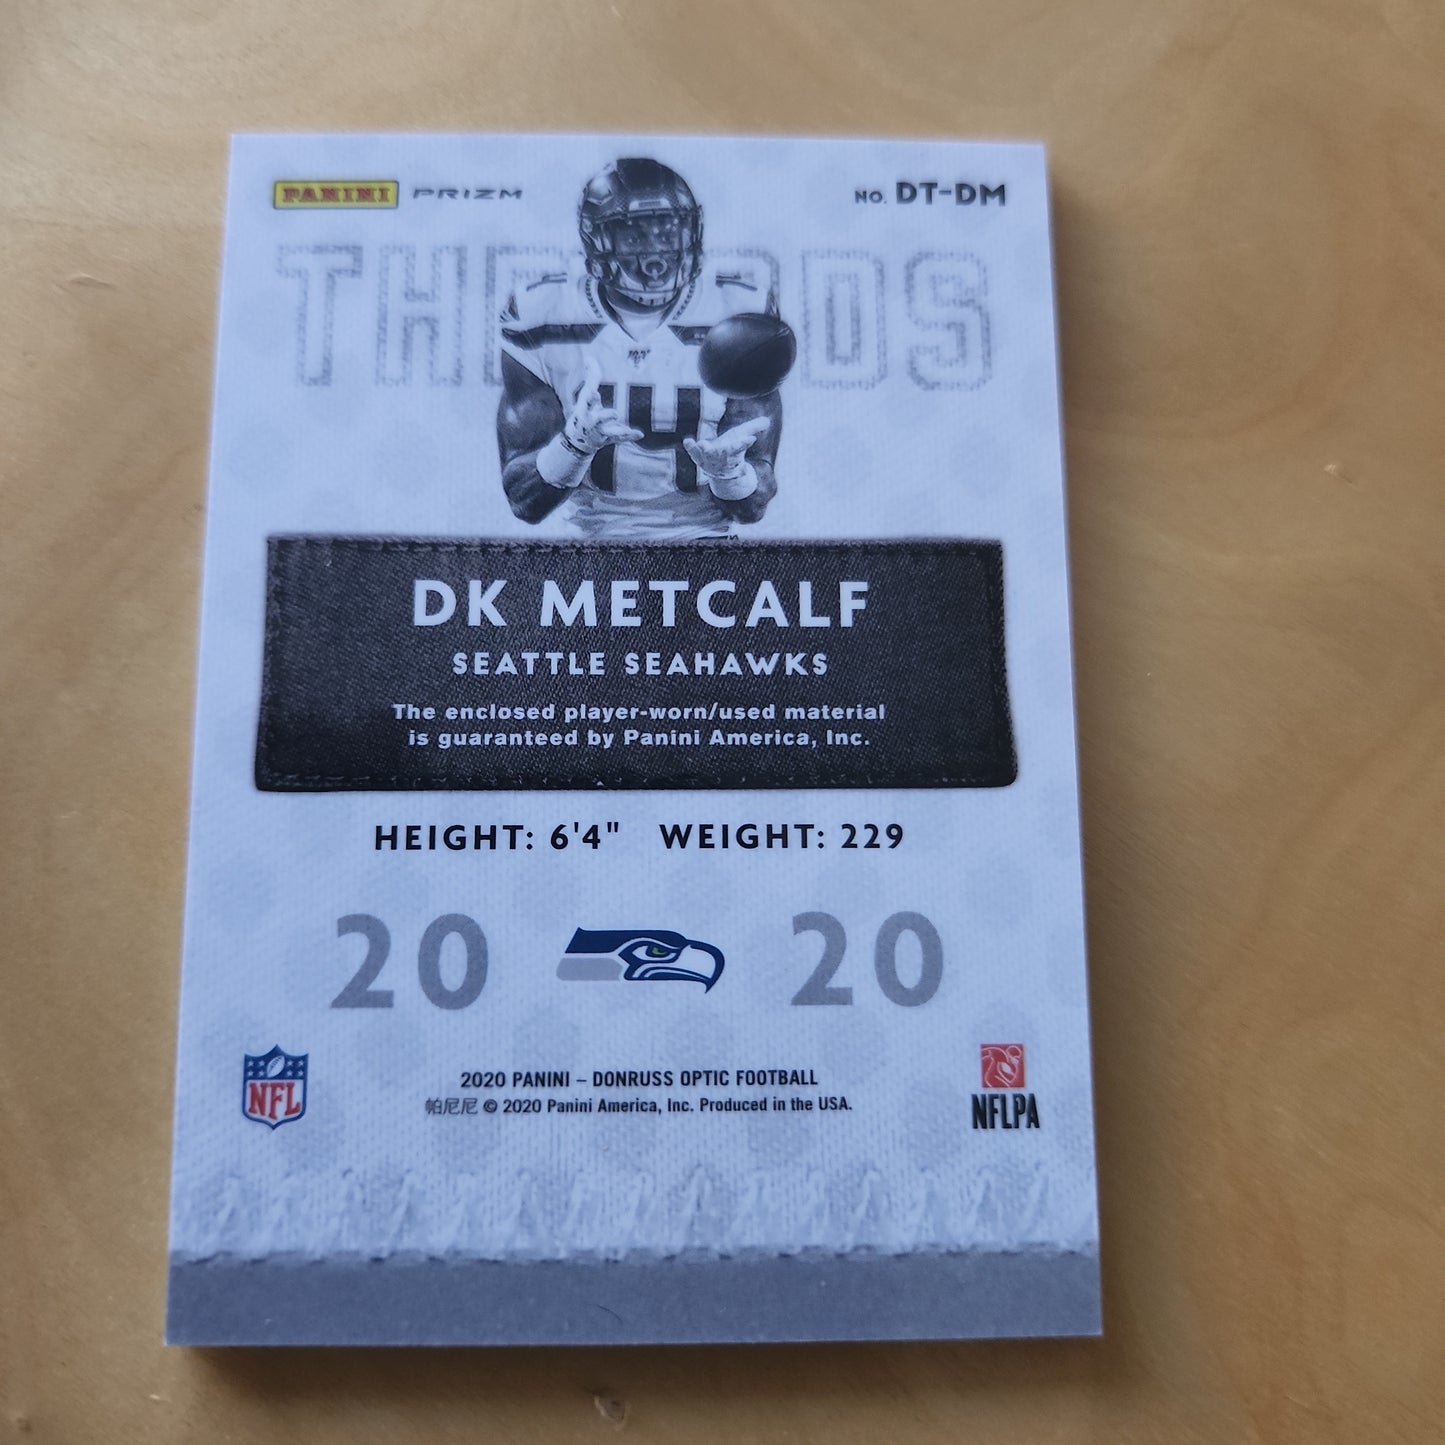 PANINI PRIZM
NO. DT-DM
THREADS
14
DK METCALF
SEATTLE SEAHAWKS
The enclosed player-worn/used material
is guaranteed by Panini America, Inc.
HEIGHT: 6'4" WEIGHT: 229
20 20
NFL
2020 PANINI – DONRUSS OPTIC FOOTBALL
帕尼尼 © 2020 Panini America, Inc. Produced in the USA.
NFLPA